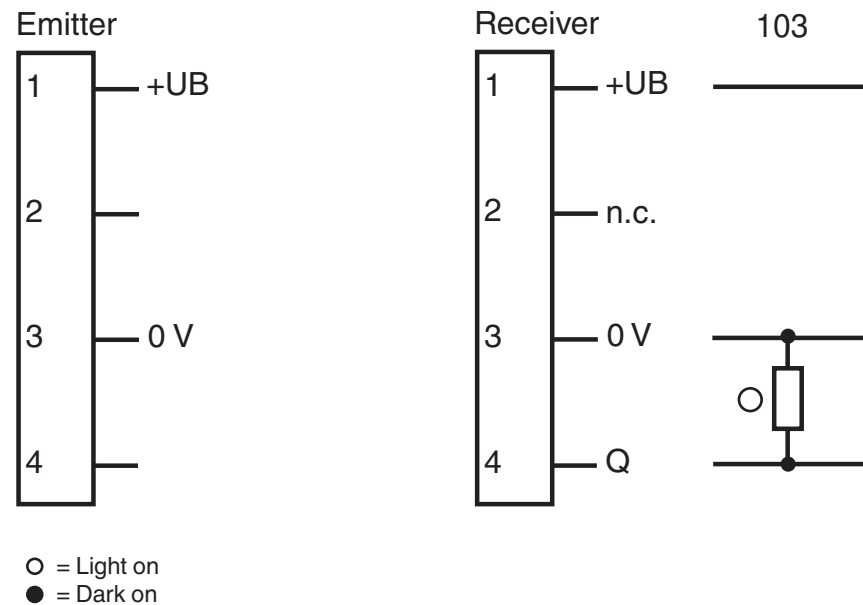 Emitter
Receiver
103
1
+UB
1
+UB
2
2
n.c.
3
0 V
3
0 V
4
4
Q
= Light on
= Dark on